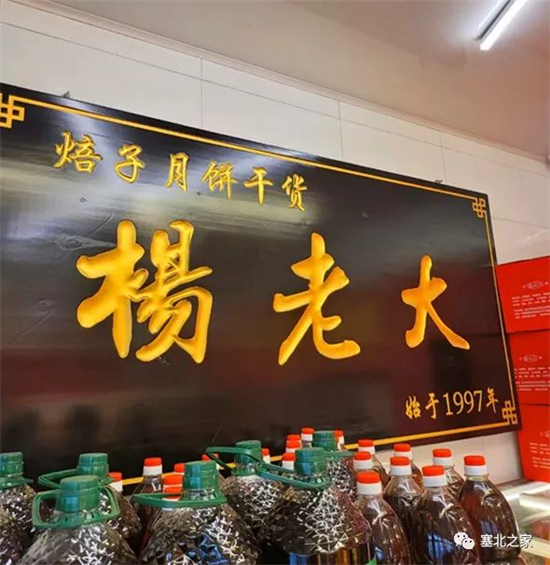 焙子月饼干货
楊老大
始于1997年
塞北之家